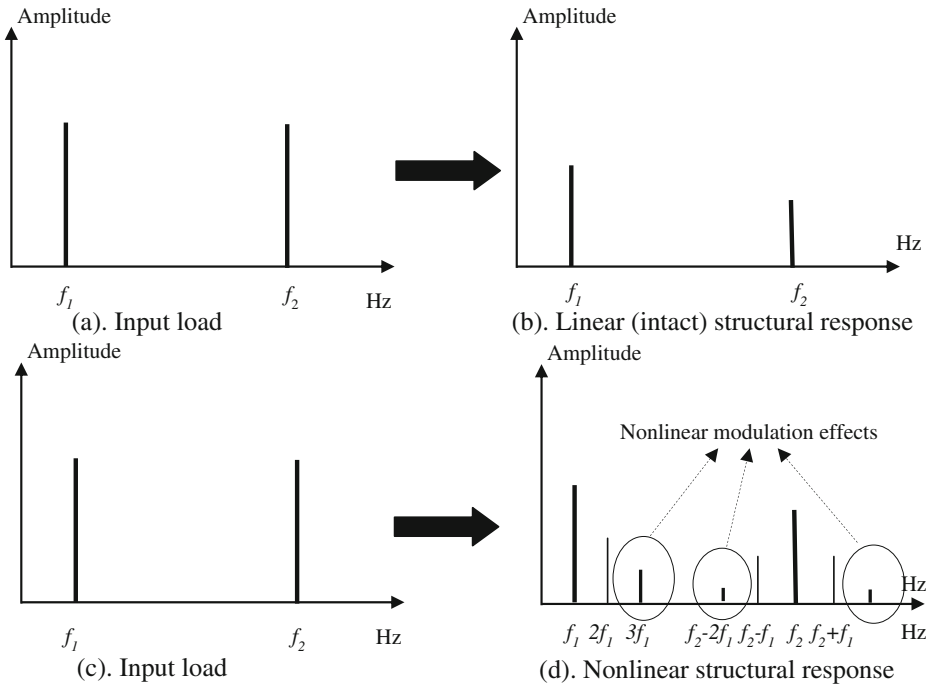 Amplitude
Amplitude
Hz
f1
f2
Hz
f1
f2
(a). Input load
(b). Linear (intact) structural response
Amplitude
Amplitude
Nonlinear modulation effects
Hz
f1
f2
Hz
f1 2f1 3f1 f2-2f1 f2-f1 f2 f2+f1
Hz
(c). Input load
(d). Nonlinear structural response